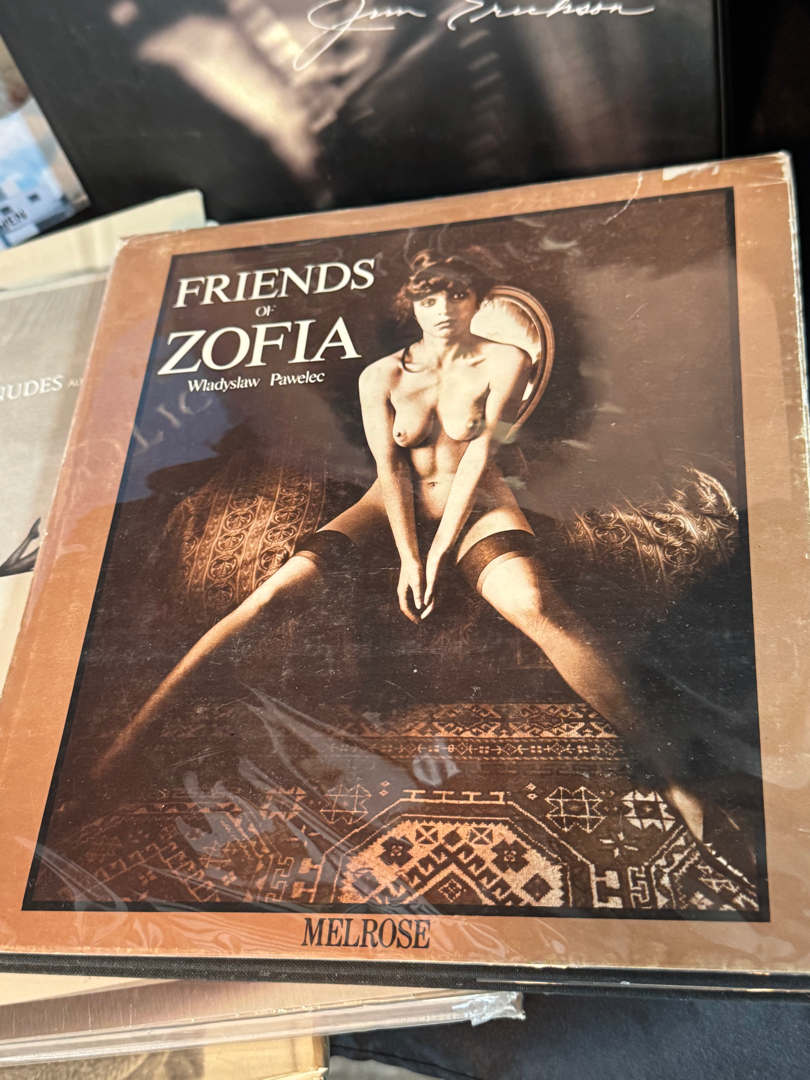 Jim Erickson
FRIENDS
OF
ZOFIA
Wladyslaw Pawelec
NUDES
MELROSE